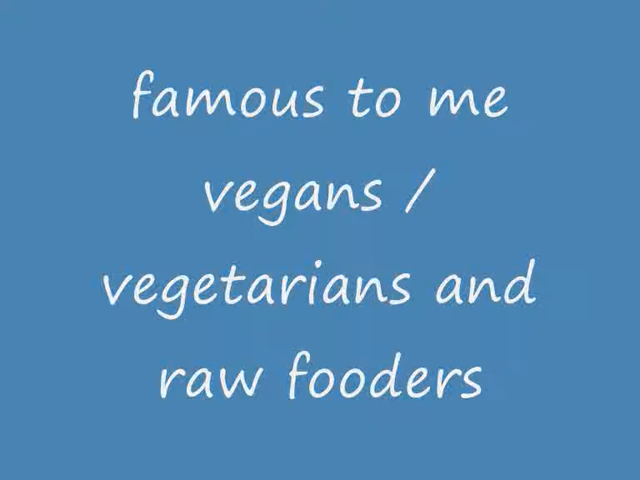 famous to me
vegans /
vegetarians and
raw fooders